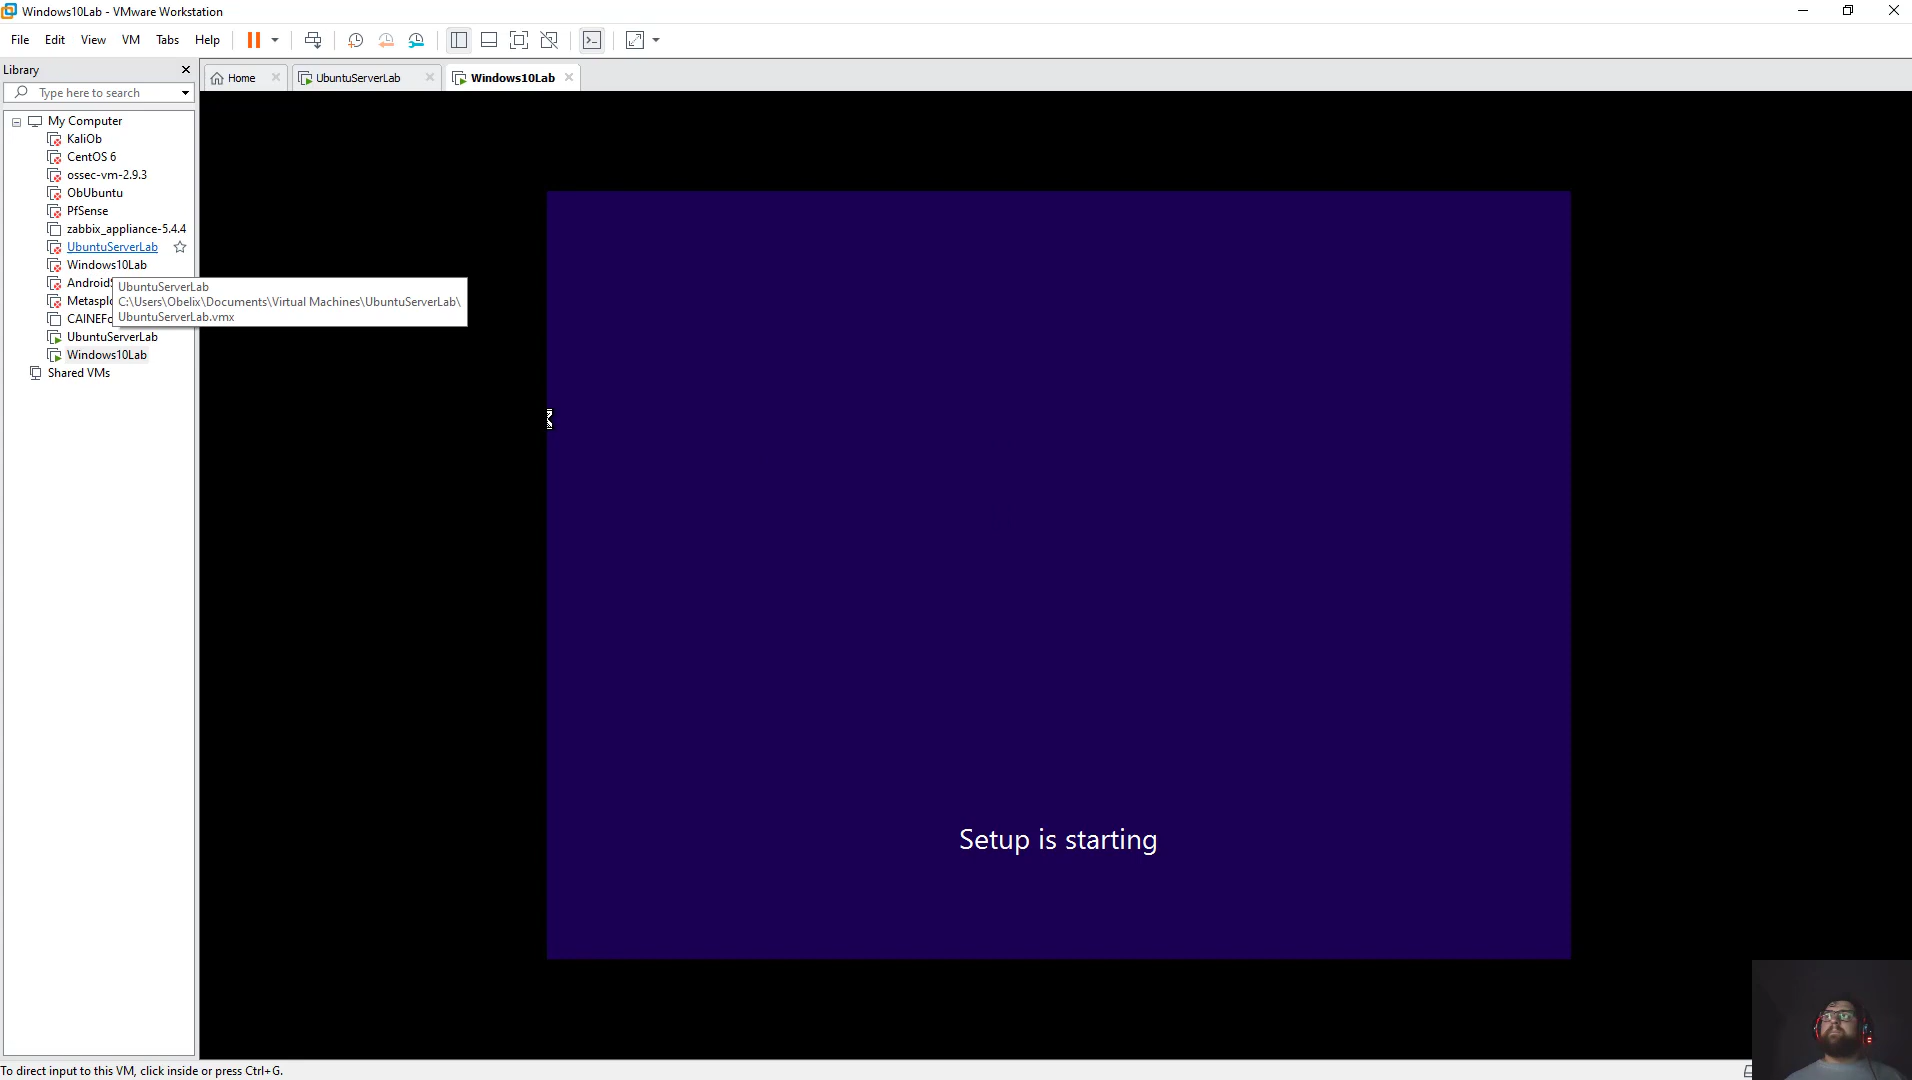 Windows10Lab - VMware Workstation
File Edit View VM Tabs Help
Library
Type here to search
Home
UbuntuServerLab
Windows10Lab
My Computer
KaliOb
CentOS 6
ossec-vm-2.9.3
ObUbuntu
PfSense
zabbix_appliance-5.4.4
UbuntuServerLab
Windows10Lab
AndroidS
Metasplo
CAINEFo
UbuntuServerLab
C:\Users\Obelix\Documents\Virtual Machines\UbuntuServerLab\
UbuntuServerLab.vmx
UbuntuServerLab
Windows10Lab
Shared VMs
Setup is starting
To direct input to this VM, click inside or press Ctrl+G.